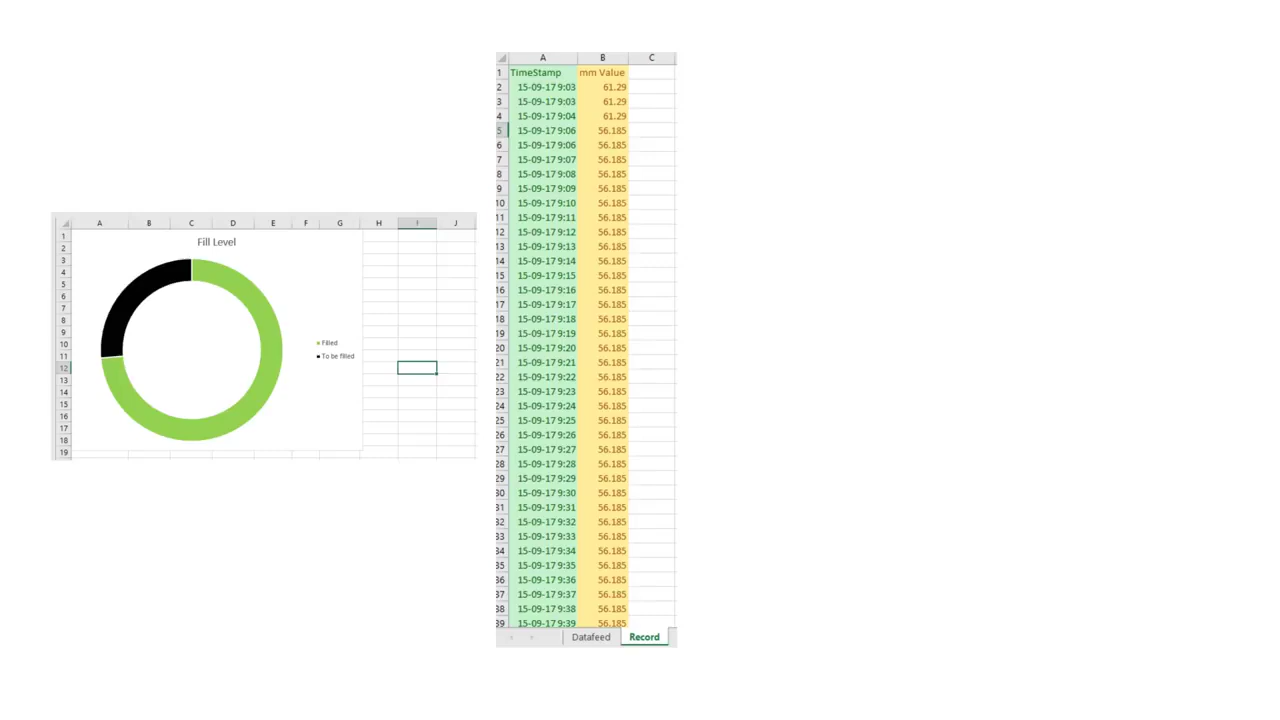 A B C D E F G H I J
1 Fill Level
2
3
4
5
6
7
8
9
10 Filled
11 To be filled
12
13
14
15
16
17
18
19
A B C
1 TimeStamp mm Value
2 15-09-17 9:03 61.29
3 15-09-17 9:03 61.29
4 15-09-17 9:04 61.29
5 15-09-17 9:06 56.185
6 15-09-17 9:06 56.185
7 15-09-17 9:07 56.185
8 15-09-17 9:08 56.185
9 15-09-17 9:09 56.185
10 15-09-17 9:10 56.185
11 15-09-17 9:11 56.185
12 15-09-17 9:12 56.185
13 15-09-17 9:13 56.185
14 15-09-17 9:14 56.185
15 15-09-17 9:15 56.185
16 15-09-17 9:16 56.185
17 15-09-17 9:17 56.185
18 15-09-17 9:18 56.185
19 15-09-17 9:19 56.185
20 15-09-17 9:20 56.185
21 15-09-17 9:21 56.185
22 15-09-17 9:22 56.185
23 15-09-17 9:23 56.185
24 15-09-17 9:24 56.185
25 15-09-17 9:25 56.185
26 15-09-17 9:26 56.185
27 15-09-17 9:27 56.185
28 15-09-17 9:28 56.185
29 15-09-17 9:29 56.185
30 15-09-17 9:30 56.185
31 15-09-17 9:31 56.185
32 15-09-17 9:32 56.185
33 15-09-17 9:33 56.185
34 15-09-17 9:34 56.185
35 15-09-17 9:35 56.185
36 15-09-17 9:36 56.185
37 15-09-17 9:37 56.185
38 15-09-17 9:38 56.185
39 15-09-17 9:39 56.185
Datafeed Record